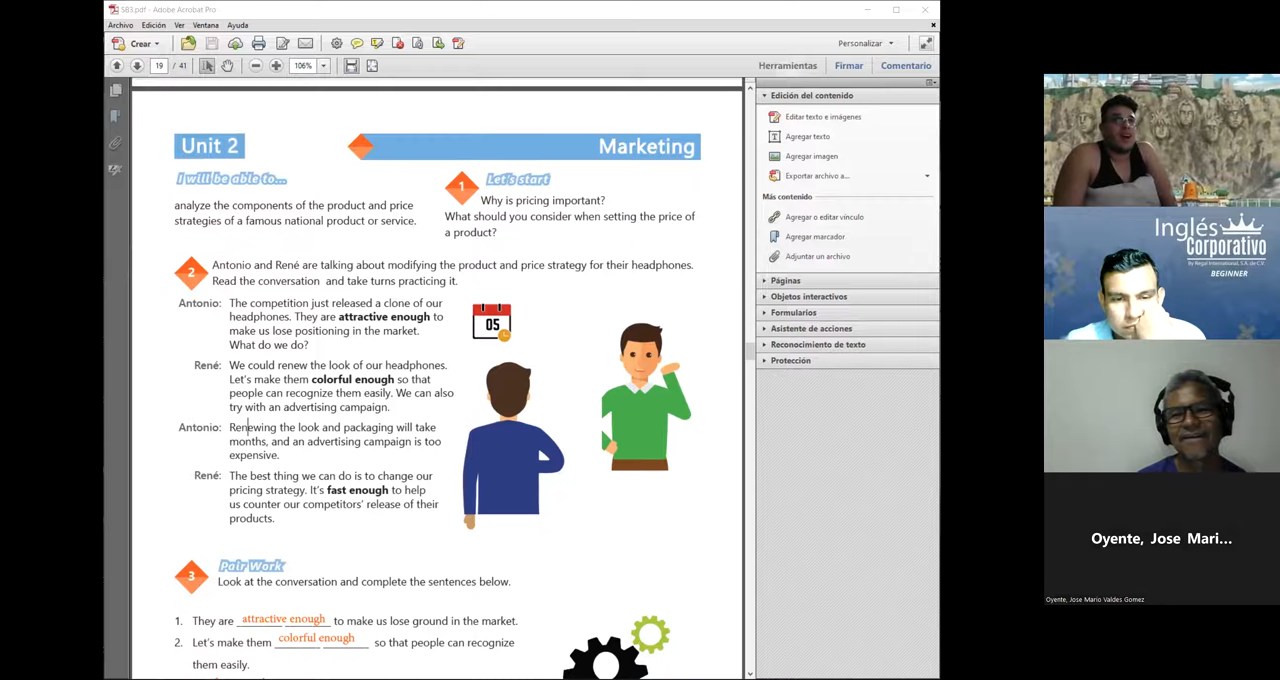 SB3.pdf - Adobe Acrobat Pro
Archivo Edición Ver Ventana Ayuda
Crear
Personalizar
19 / 41
106%
Herramientas Firmar Comentario
Unit 2
Marketing
I will be able to...
analyze the components of the product and price
strategies of a famous national product or service.
1 Let's start
Why is pricing important?
What should you consider when setting the price of
a product?
2 Antonio and René are talking about modifying the product and price strategy for their headphones.
Read the conversation and take turns practicing it.
Antonio: The competition just released a clone of our
headphones. They are attractive enough to
make us lose positioning in the market.
What do we do?
René: We could renew the look of our headphones.
Let's make them colorful enough so that
people can recognize them easily. We can also
try with an advertising campaign.
Antonio: Renewing the look and packaging will take
months, and an advertising campaign is too
expensive.
René: The best thing we can do is to change our
pricing strategy. It's fast enough to help
us counter our competitors' release of their
products.
05
3 Pair Work
Look at the conversation and complete the sentences below.
1. They are attractive enough to make us lose ground in the market.
2. Let's make them colorful enough so that people can recognize
them easily.
Edición del contenido
Editar texto e imágenes
Agregar texto
Agregar imagen
Exportar archivo a...
Más contenido
Agregar o editar vínculo
Agregar marcador
Adjuntar un archivo
Páginas
Objetos interactivos
Formularios
Asistente de acciones
Reconocimiento de texto
Protección
Inglés
Corporativo
By Regal International, S.A. de C.V.
BEGINNER
Oyente, Jose Mari...
Oyente, Jose Mario Valdes Gomez